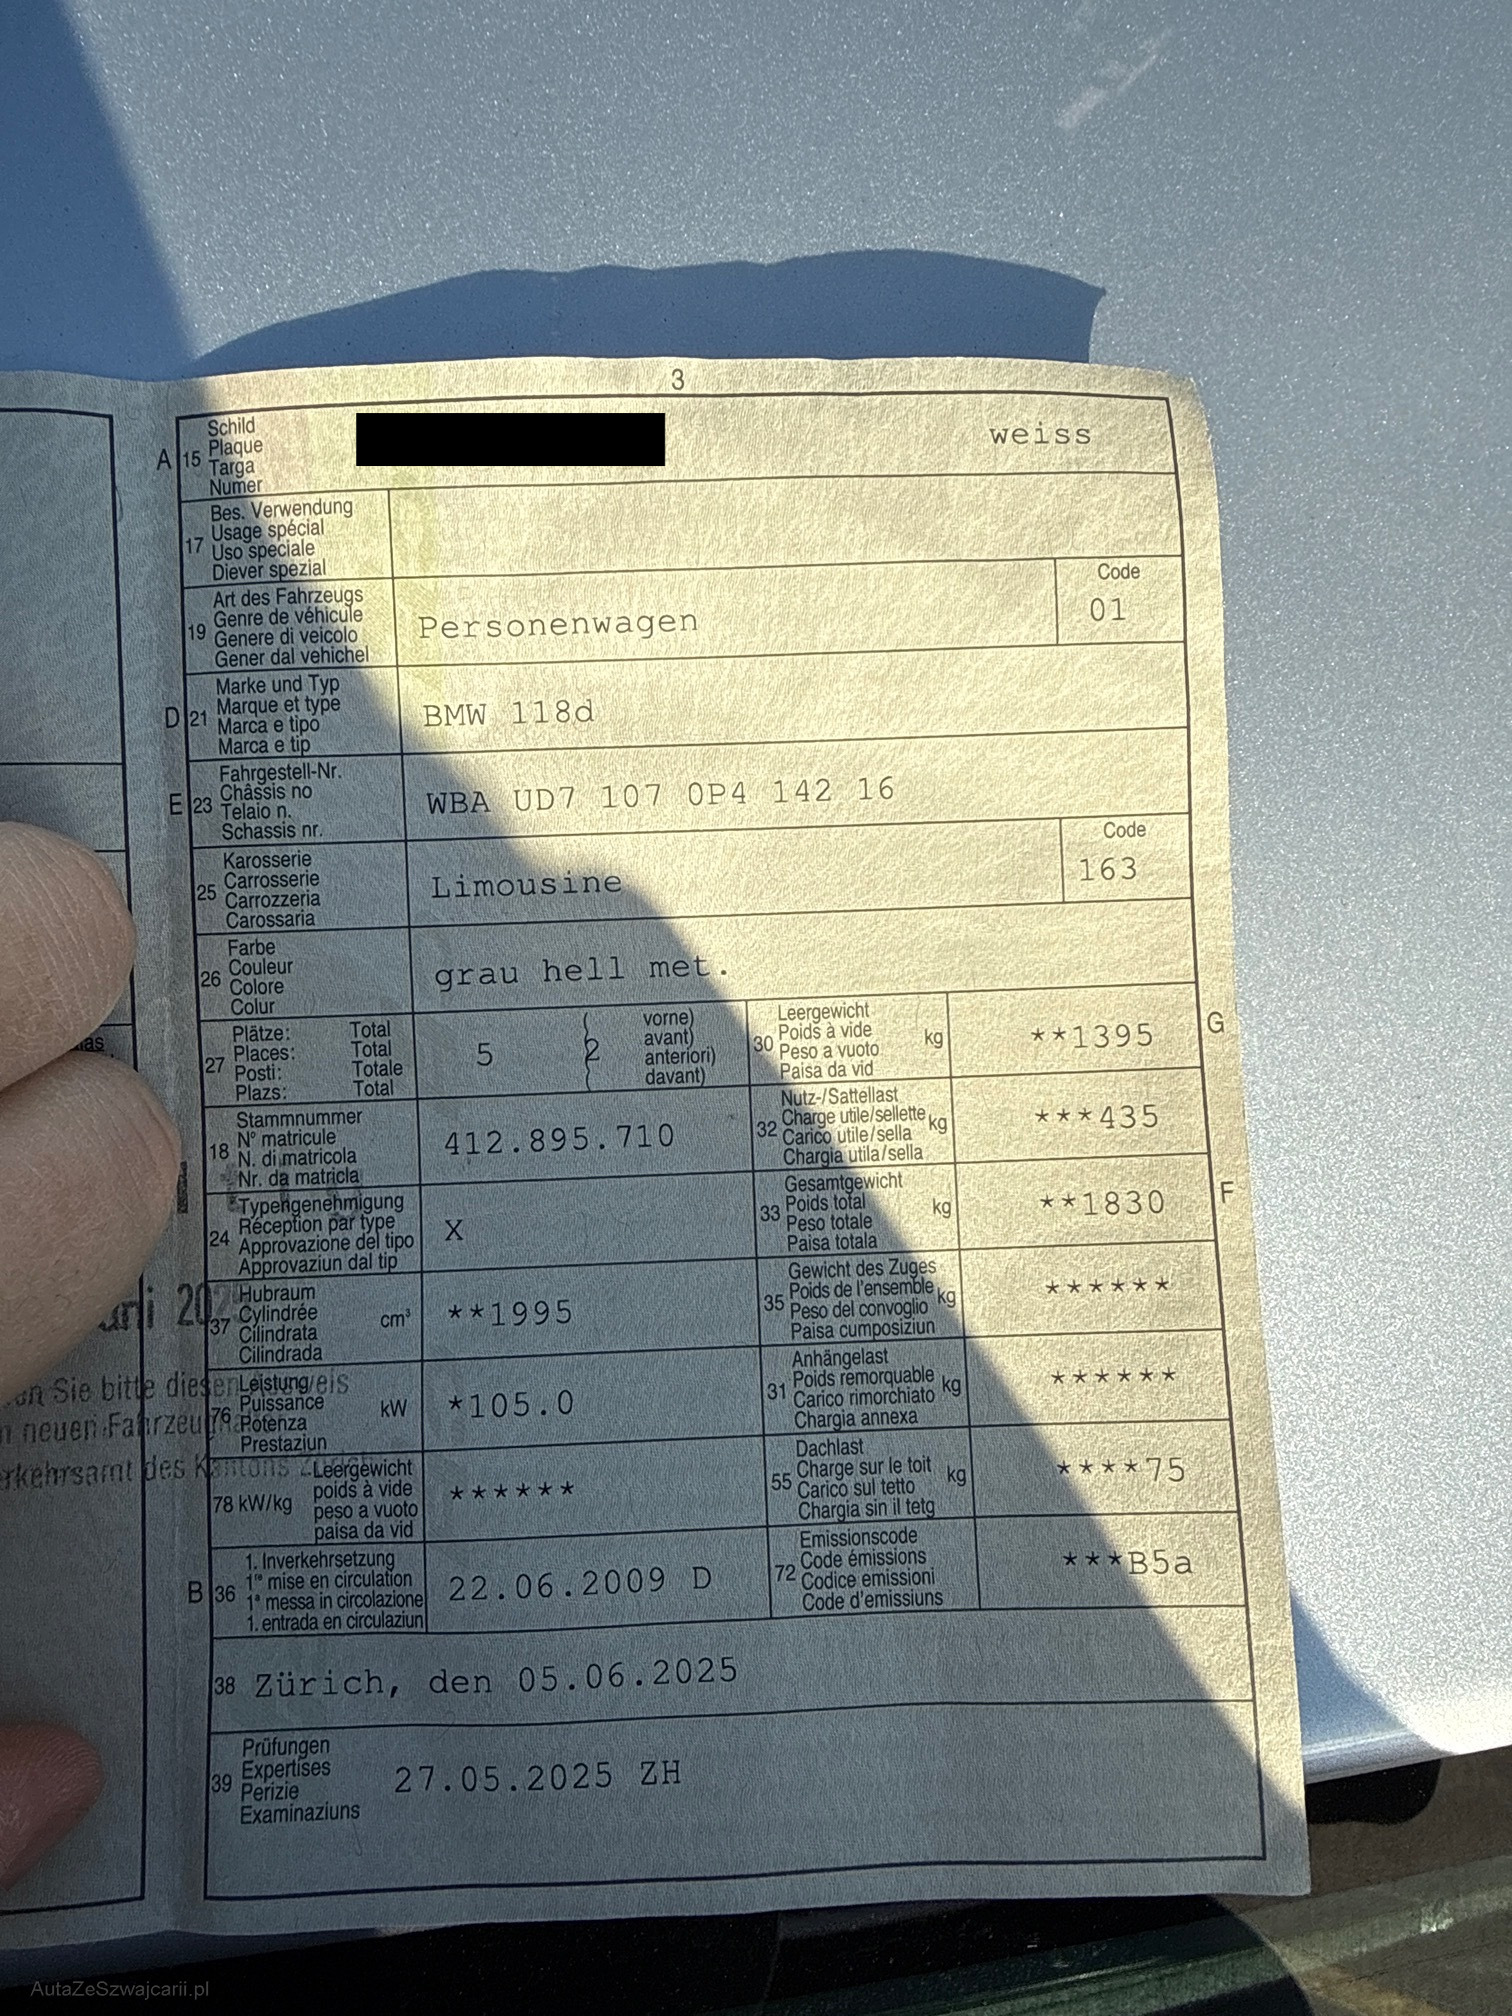 3
A 15 Schild
Plaque
Targa
Numer
weiss
17 Bes. Verwendung
Usage spécial
Uso speciale
Diever spezial
19 Art des Fahrzeugs
Genre de véhicule
Genere di veicolo
Gener dal vehichel
Personenwagen
Code
01
D 21 Marke und Typ
Marque et type
Marca e tipo
Marca e tip
BMW 118d
E 23 Fahrgestell-Nr.
Châssis no
Telaio n.
Schassis nr.
WBA UD7 107 0P4 142 16
25 Karosserie
Carrosserie
Carrozzeria
Carossaria
Limousine
Code
163
26 Farbe
Couleur
Colore
Colur
grau hell met.
27 Plätze: Total
Places: Total
Posti: Totale
Plazs: Total
5 2
vorne)
avant)
anteriori)
davant)
30 Leergewicht
Poids à vide kg
Peso a vuoto
Paisa da vid
**1395 G
18 Stammnummer
N° matricule
N. di matricola
Nr. da matricla
412.895.710
32 Nutz-/Sattellast
Charge utile/sellette kg
Carico utile/sella
Chargia utila/sella
***435
24 Typengenehmigung
Réception par type
Approvazione del tipo
Approvaziun dal tip
X
33 Gesamtgewicht
Poids total kg
Peso totale
Paisa totala
**1830 F
37 Hubraum
Cylindrée cm³
Cilindrata
Cilindrada
**1995
35 Gewicht des Zuges
Poids de l'ensemble kg
Peso del convoglio
Paisa cumposiziun
******
76 Leistung
Puissance kW
Potenza
Prestaziun
*105.0
31 Anhängelast
Poids remorquable kg
Carico rimorchiato
Chargia annexa
******
78 kW/kg Leergewicht
poids à vide
peso a vuoto
paisa da vid
******
55 Dachlast
Charge sur le toit kg
Carico sul tetto
Chargia sin il tetg
****75
B 36 1. Inverkehrsetzung
1re mise en circulation
1a messa in circolazione
1. entrada en circulaziun
22.06.2009 D
72 Emissionscode
Code émissions
Codice emissioni
Code d'emissiuns
***B5a
38 Zürich, den 05.06.2025
39 Prüfungen
Expertises
Perizie
Examinaziuns
27.05.2025 ZH
Sie bitte diesen
neuen Fahrzeug
des Kantons
AutaZeSzwajcarii.pl